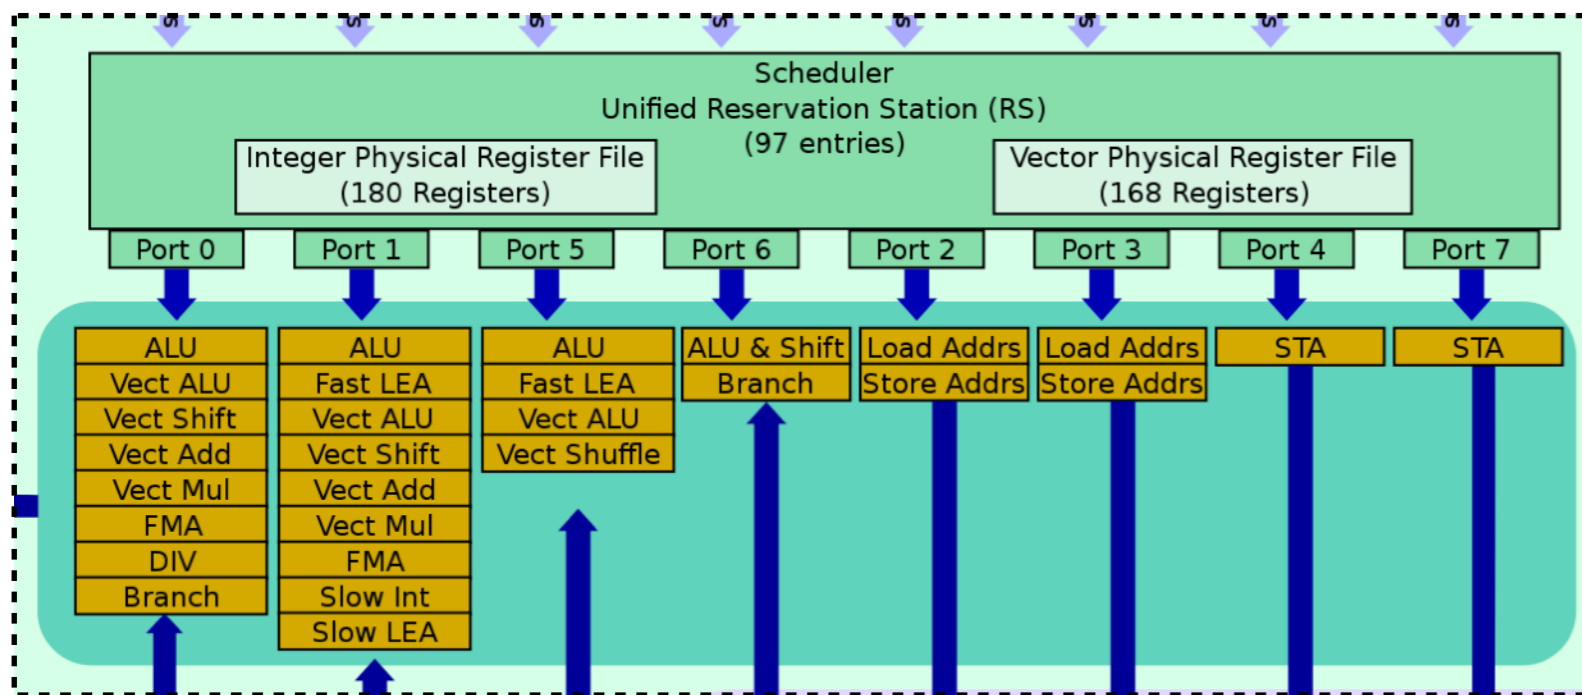 Scheduler
Unified Reservation Station (RS)
(97 entries)
Integer Physical Register File
(180 Registers)
Vector Physical Register File
(168 Registers)
Port 0
Port 1
Port 5
Port 6
Port 2
Port 3
Port 4
Port 7
ALU
Vect ALU
Vect Shift
Vect Add
Vect Mul
FMA
DIV
Branch
ALU
Fast LEA
Vect ALU
Vect Shift
Vect Add
Vect Mul
FMA
Slow Int
Slow LEA
ALU
Fast LEA
Vect ALU
Vect Shuffle
ALU & Shift
Branch
Load Addrs
Store Addrs
Load Addrs
Store Addrs
STA
STA